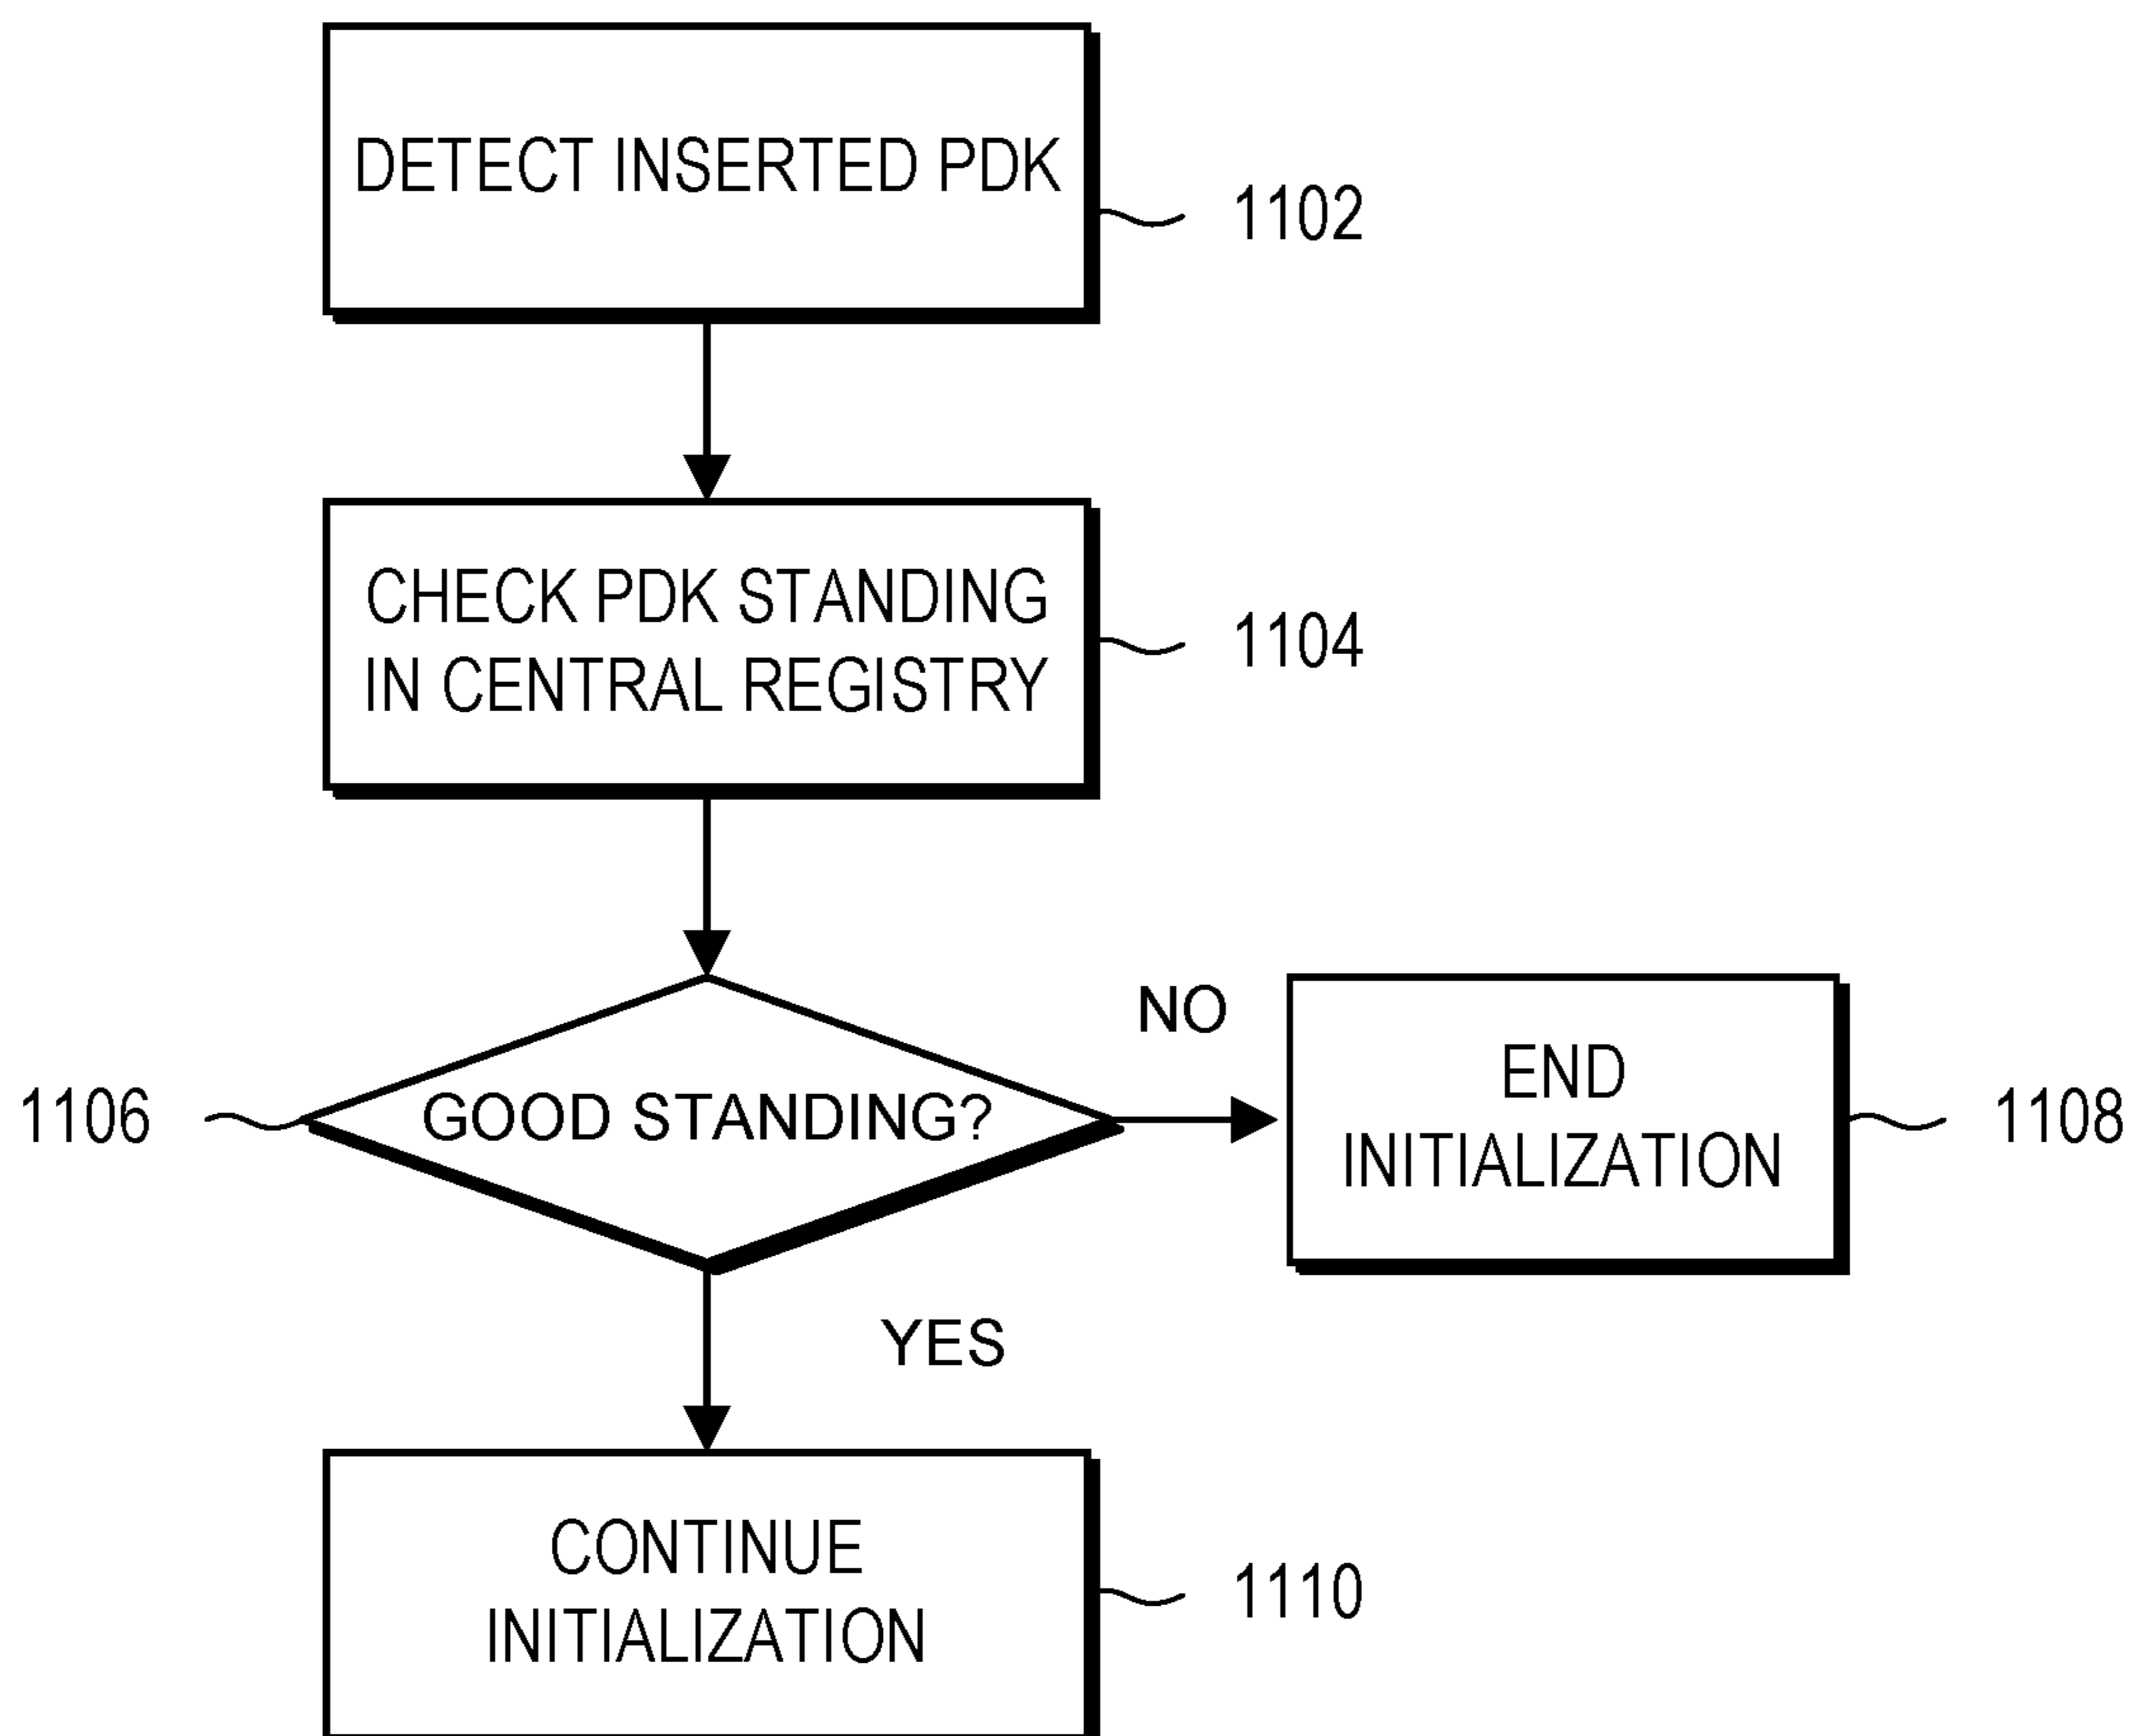 DETECT INSERTED PDK
1102
CHECK PDK STANDING
IN CENTRAL REGISTRY
1104
1106
GOOD STANDING?
NO
END
INITIALIZATION
1108
YES
CONTINUE
INITIALIZATION
1110